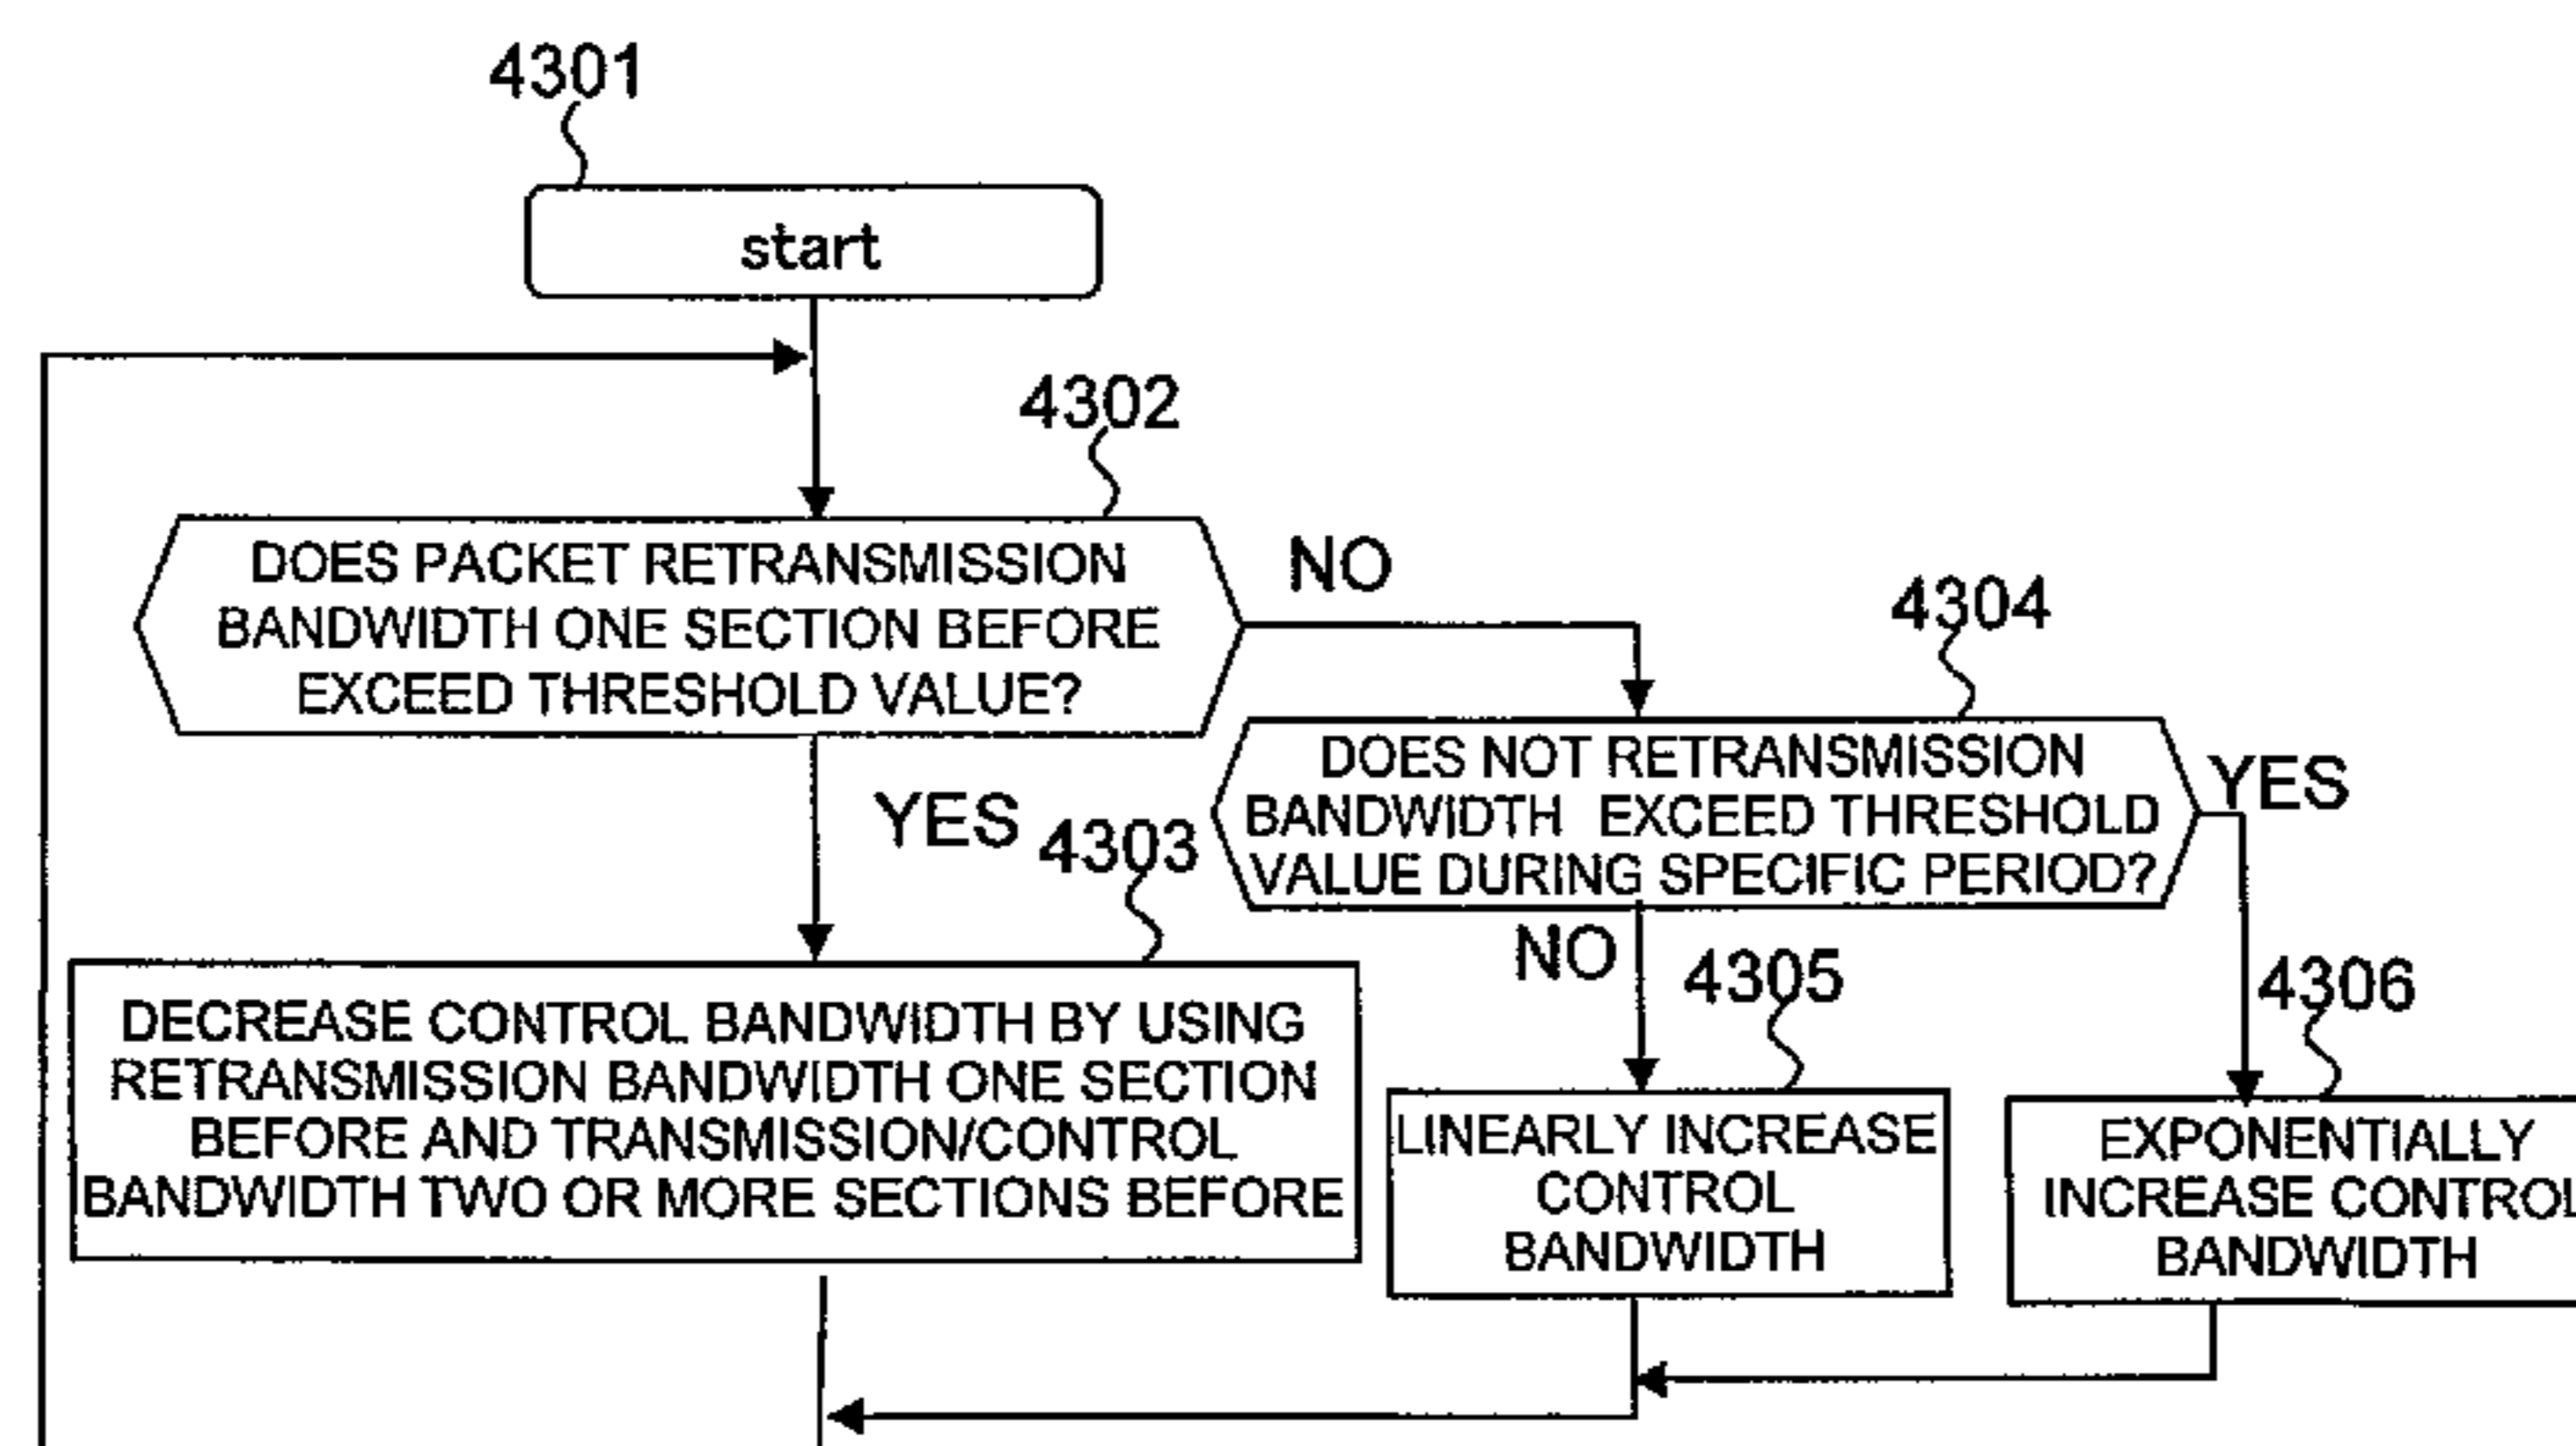 4301
start
4302
DOES PACKET RETRANSMISSION
BANDWIDTH ONE SECTION BEFORE
EXCEED THRESHOLD VALUE?
NO
YES
4303
DECREASE CONTROL BANDWIDTH BY USING
RETRANSMISSION BANDWIDTH ONE SECTION
BEFORE AND TRANSMISSION/CONTROL
BANDWIDTH TWO OR MORE SECTIONS BEFORE
4304
DOES NOT RETRANSMISSION
BANDWIDTH EXCEED THRESHOLD
VALUE DURING SPECIFIC PERIOD?
YES
NO
4305
LINEARLY INCREASE
CONTROL
BANDWIDTH
4306
EXPONENTIALLY
INCREASE CONTROL
BANDWIDTH